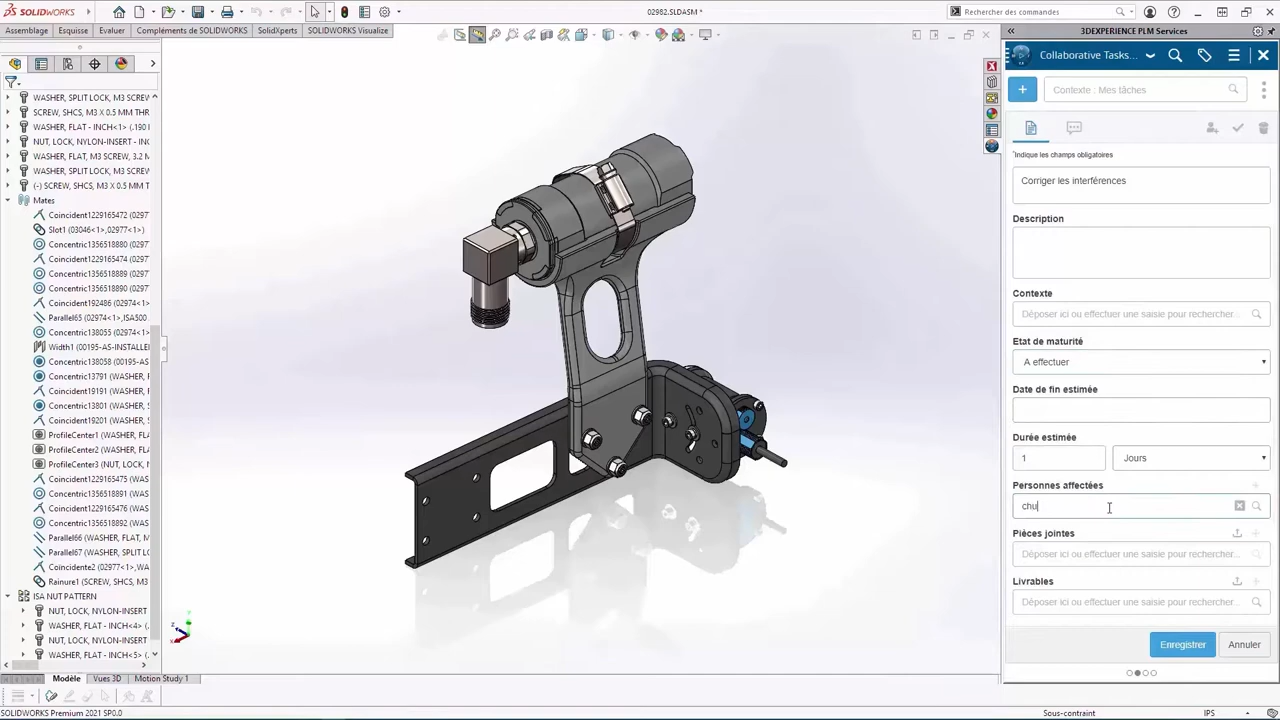 SOLIDWORKS
02982.SLDASM *
Rechercher des commandes
Assemblage
Esquisse
Evaluer
Compléments de SOLIDWORKS
SolidXperts
SOLIDWORKS Visualize
WASHER, SPLIT LOCK, M3 SCREW
SCREW, SHCS, M3 X 0.5 MM THR
WASHER, FLAT - INCH<1> (.190 I
NUT, LOCK, NYLON-INSERT - INC
WASHER, FLAT, M3 SCREW, 3.2 M
WASHER, SPLIT LOCK, M3 SCREW
(-) SCREW, SHCS, M3 X 0.5 MM T
Mates
Coincident1229165472 (0297
Slot1 (03046<1>,02977<1>)
Concentric1356518880 (0297
Coincident1229165474 (0297
Concentric1356518889 (0297
Concentric1356518890 (0297
Coincident192486 (02974<1>
Parallel65 (02974<1>,ISA500
Concentric138055 (02974<1>
Width1 (00195-AS-INSTALLE
Concentric138058 (00195-AS
Concentric13791 (WASHER, F
Coincident19191 (WASHER, F
Concentric13801 (WASHER, S
Coincident19201 (WASHER, S
ProfileCenter1 (WASHER, FLA
ProfileCenter2 (WASHER, FLA
ProfileCenter3 (NUT, LOCK, N
Coincident1229165475 (WAS
Concentric1356518891 (WAS
Coincident1229165476 (WAS
Concentric1356518892 (WAS
Parallel66 (WASHER, FLAT, M
Parallel67 (WASHER, SPLIT L
Coincidente2 (02977<1>,WA
Rainure1 (SCREW, SHCS, M3
ISA NUT PATTERN
NUT, LOCK, NYLON-INSERT
WASHER, FLAT - INCH<4> (
NUT, LOCK, NYLON-INSERT
WASHER, FLAT - INCH<5> (
Modèle
Vues 3D
Motion Study 1
SOLIDWORKS Premium 2021 SP0.0
Sous-contraint
IPS
3DEXPERIENCE PLM Services
Collaborative Tasks...
Contexte : Mes tâches
*Indique les champs obligatoires
Corriger les interférences
Description
Contexte
Déposer ici ou effectuer une saisie pour rechercher...
Etat de maturité
A effectuer
Date de fin estimée
Durée estimée
1
Jours
Personnes affectées
chu
Pièces jointes
Déposer ici ou effectuer une saisie pour rechercher...
Livrables
Déposer ici ou effectuer une saisie pour rechercher...
Enregistrer
Annuler